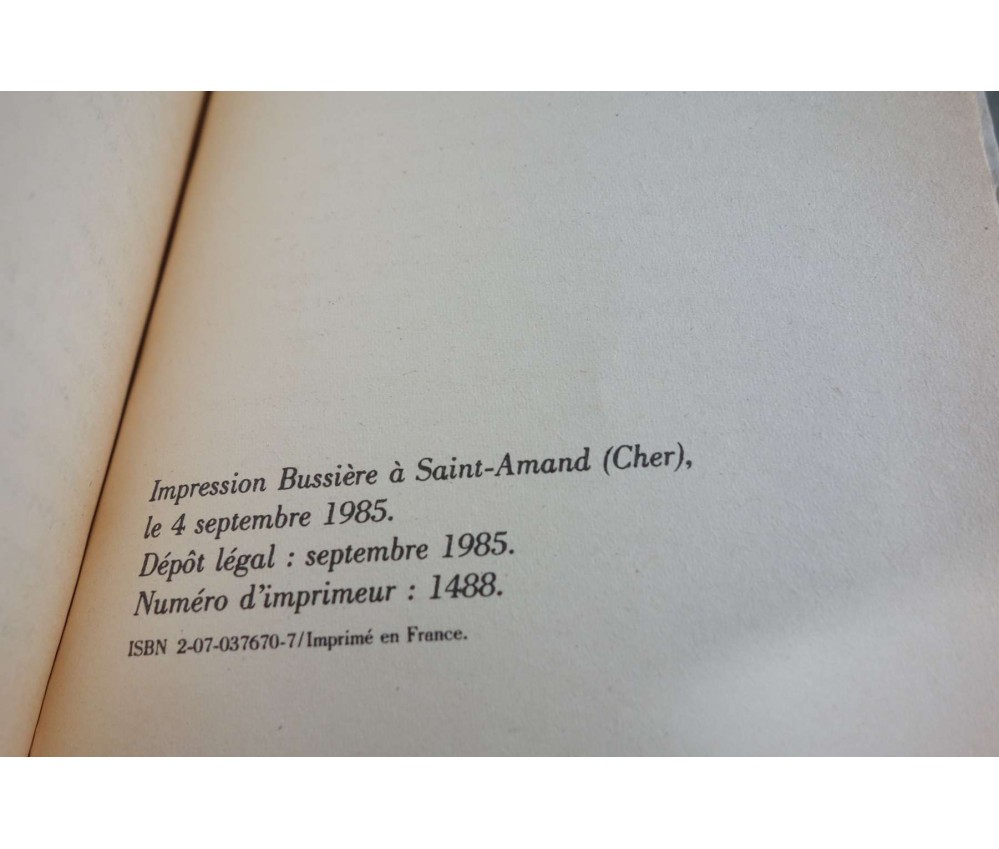 Impression Bussière à Saint-Amand (Cher),
le 4 septembre 1985.
Dépôt légal : septembre 1985.
Numéro d'imprimeur : 1488.
ISBN 2-07-037670-7/Imprimé en France.